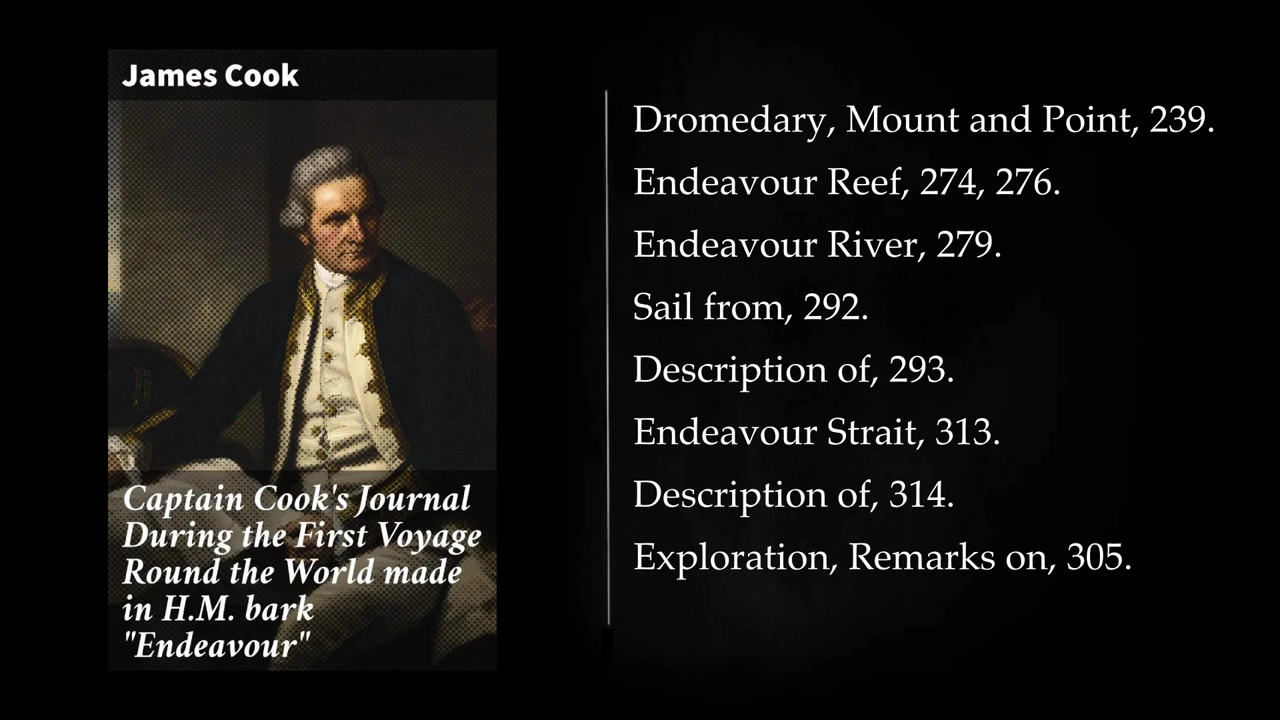 James Cook
Captain Cook's Journal
During the First Voyage
Round the World made
in H.M. bark
"Endeavour"
Dromedary, Mount and Point, 239.
Endeavour Reef, 274, 276.
Endeavour River, 279.
Sail from, 292.
Description of, 293.
Endeavour Strait, 313.
Description of, 314.
Exploration, Remarks on, 305.